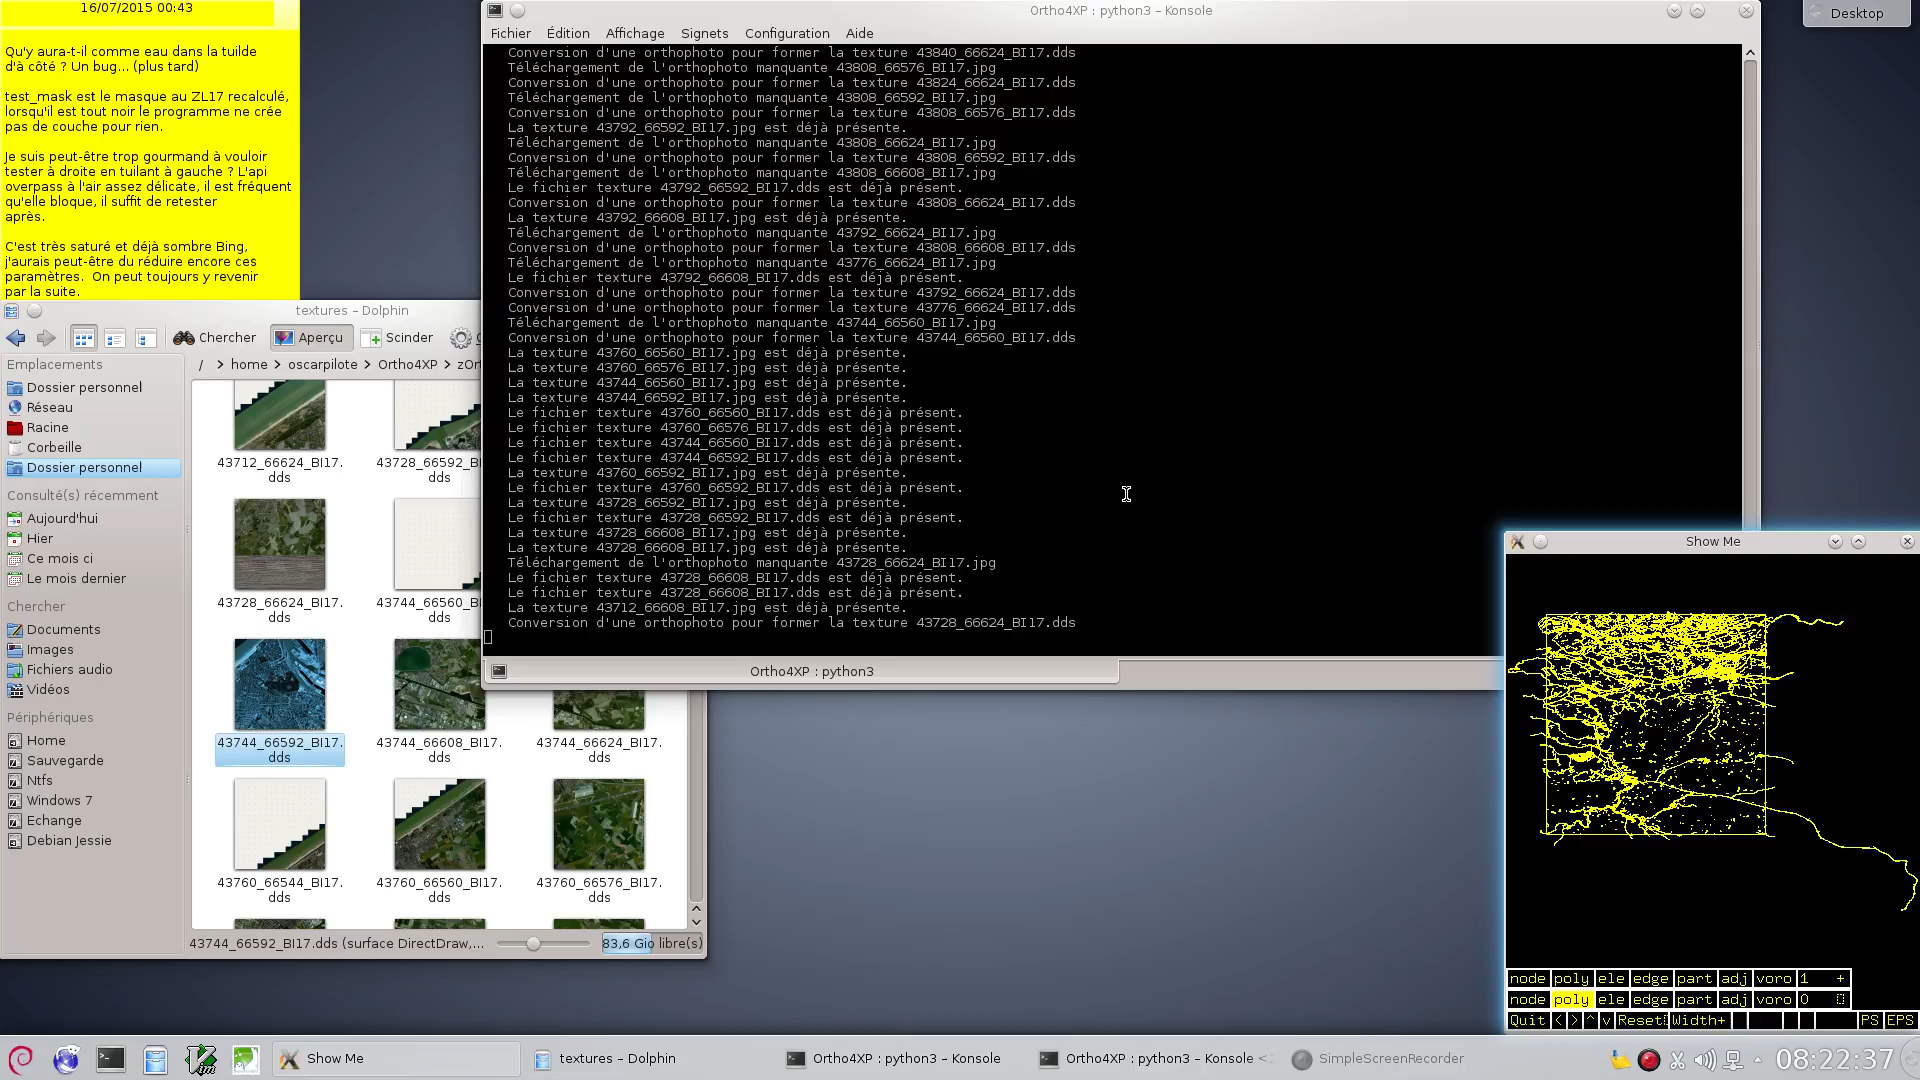 16/07/2015 00:43
Qu'y aura-t-il comme eau dans la tuilde
d'à côté ? Un bug... (plus tard)
test_mask est le masque au ZL17 recalculé,
lorsqu'il est tout noir le programme ne crée
pas de couche pour rien.
Je suis peut-être trop gourmand à vouloir
tester à droite en tuilant à gauche ? L'api
overpass à l'air assez délicate, il est fréquent
qu'elle bloque, il suffit de retester
après.
C'est très saturé et déjà sombre Bing,
j'aurais peut-être du réduire encore ces
paramètres.  On peut toujours y revenir
par la suite.
Ortho4XP : python3 – Konsole
Fichier Édition Affichage Signets Configuration Aide
Conversion d'une orthophoto pour former la texture 43840_66624_BI17.dds
Téléchargement de l'orthophoto manquante 43808_66576_BI17.jpg
Conversion d'une orthophoto pour former la texture 43824_66624_BI17.dds
Téléchargement de l'orthophoto manquante 43808_66592_BI17.jpg
Conversion d'une orthophoto pour former la texture 43808_66576_BI17.dds
La texture 43792_66592_BI17.jpg est déjà présente.
Téléchargement de l'orthophoto manquante 43808_66624_BI17.jpg
Conversion d'une orthophoto pour former la texture 43808_66592_BI17.dds
Téléchargement de l'orthophoto manquante 43808_66608_BI17.jpg
Le fichier texture 43792_66592_BI17.dds est déjà présent.
Conversion d'une orthophoto pour former la texture 43808_66624_BI17.dds
La texture 43792_66608_BI17.jpg est déjà présente.
Téléchargement de l'orthophoto manquante 43792_66624_BI17.jpg
Conversion d'une orthophoto pour former la texture 43808_66608_BI17.dds
Téléchargement de l'orthophoto manquante 43776_66624_BI17.jpg
Le fichier texture 43792_66608_BI17.dds est déjà présent.
Conversion d'une orthophoto pour former la texture 43792_66624_BI17.dds
Conversion d'une orthophoto pour former la texture 43776_66624_BI17.dds
Téléchargement de l'orthophoto manquante 43744_66560_BI17.jpg
Conversion d'une orthophoto pour former la texture 43744_66560_BI17.dds
La texture 43760_66560_BI17.jpg est déjà présente.
La texture 43760_66576_BI17.jpg est déjà présente.
La texture 43744_66560_BI17.jpg est déjà présente.
La texture 43744_66592_BI17.jpg est déjà présente.
Le fichier texture 43760_66560_BI17.dds est déjà présent.
Le fichier texture 43760_66576_BI17.dds est déjà présent.
Le fichier texture 43744_66560_BI17.dds est déjà présent.
Le fichier texture 43744_66592_BI17.dds est déjà présent.
La texture 43760_66592_BI17.jpg est déjà présente.
Le fichier texture 43760_66592_BI17.dds est déjà présent.
La texture 43728_66592_BI17.jpg est déjà présente.
Le fichier texture 43728_66592_BI17.dds est déjà présent.
La texture 43728_66608_BI17.jpg est déjà présente.
La texture 43728_66608_BI17.jpg est déjà présente.
Téléchargement de l'orthophoto manquante 43728_66624_BI17.jpg
Le fichier texture 43728_66608_BI17.dds est déjà présent.
Le fichier texture 43728_66608_BI17.dds est déjà présent.
La texture 43712_66608_BI17.jpg est déjà présente.
Conversion d'une orthophoto pour former la texture 43728_66624_BI17.dds
Ortho4XP : python3
textures – Dolphin
Chercher Aperçu Scinder
/ > home > oscarpilote > Ortho4XP > zOr
Emplacements
Dossier personnel
Réseau
Racine
Corbeille
Dossier personnel
Consulté(s) récemment
Aujourd'hui
Hier
Ce mois ci
Le mois dernier
Chercher
Documents
Images
Fichiers audio
Vidéos
Périphériques
Home
Sauvegarde
Ntfs
Windows 7
Echange
Debian Jessie
43712_66624_BI17. 43728_66592_B
dds dds
43728_66624_BI17. 43744_66560_B
dds dds
43744_66592_BI17. 43744_66608_BI17. 43744_66624_BI17.
dds dds dds
43760_66544_BI17. 43760_66560_BI17. 43760_66576_BI17.
dds dds dds
43744_66592_BI17.dds (surface DirectDraw,... 83,6 Gio libre(s)
Show Me
node poly ele edge part adj voro 1 +
node poly ele edge part adj voro 0
Quit < > ^ v Reset Width+ PS EPS
Desktop
Show Me textures – Dolphin Ortho4XP : python3 – Konsole Ortho4XP : python3 – Konsole < SimpleScreenRecorder 08:22:37